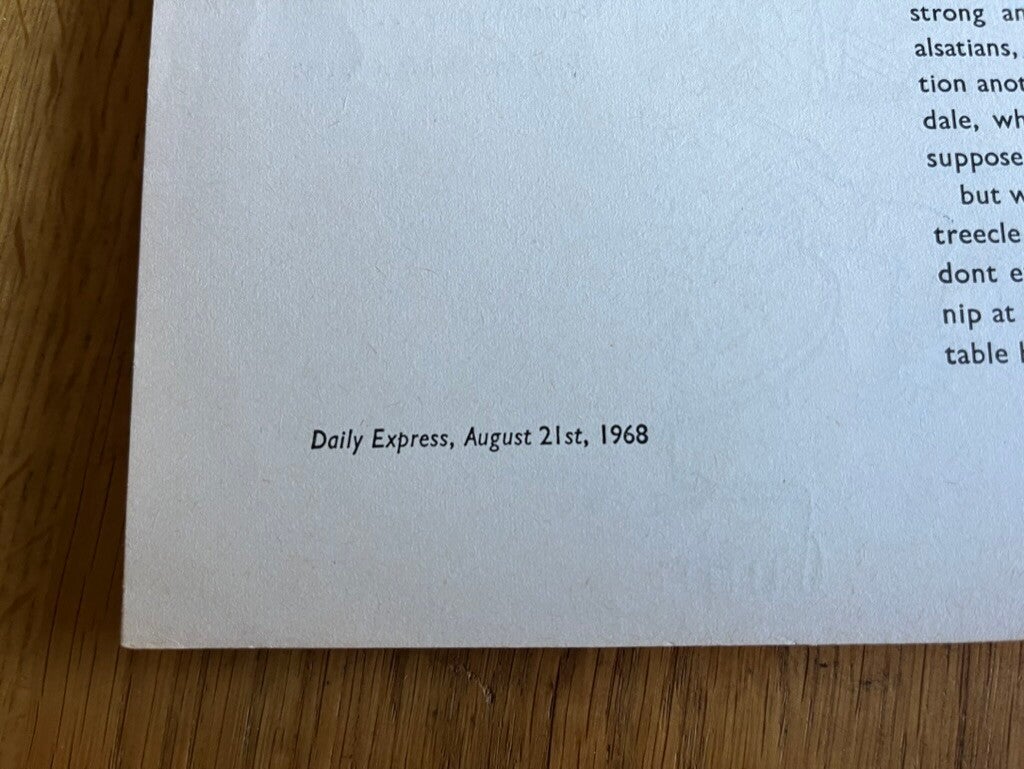 strong an
alsatians,
tion anot
dale, wh
suppose
but w
treecle
dont e
nip at
table b
Daily Express, August 21st, 1968